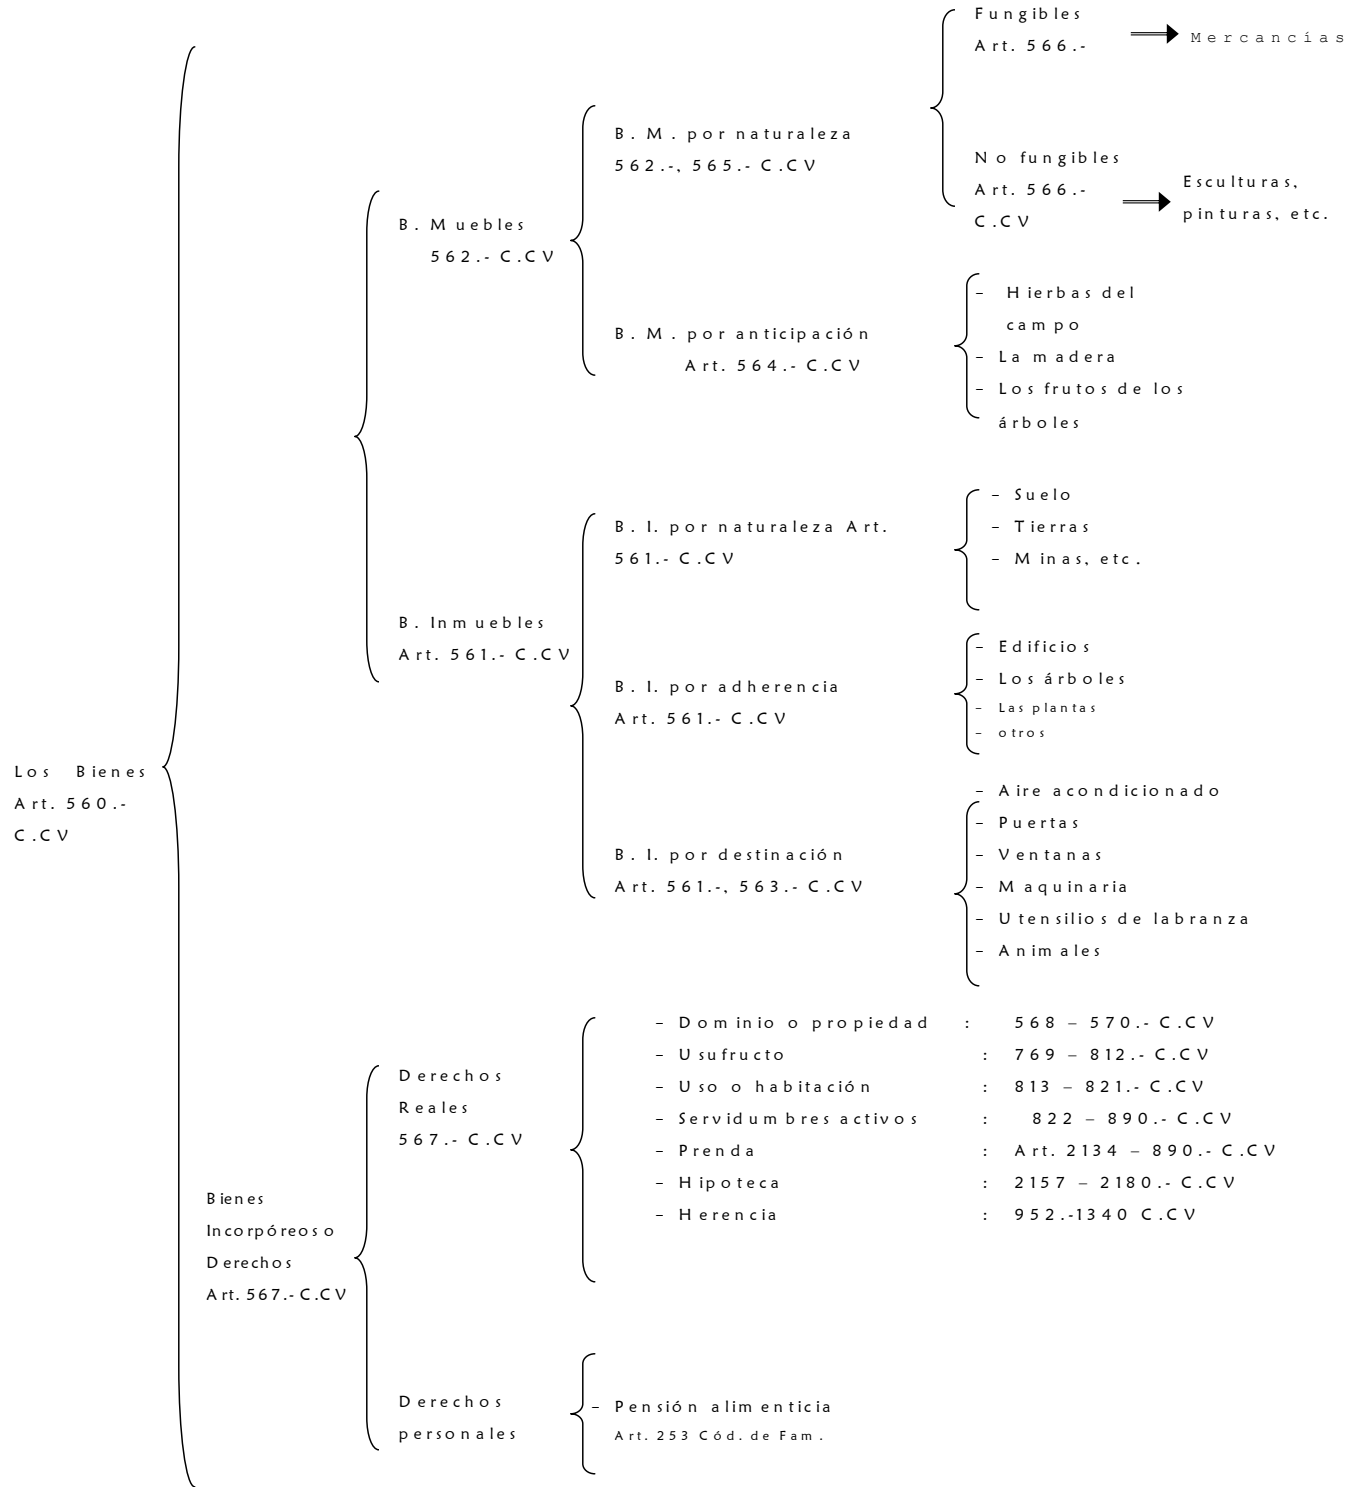 Fungibles
Art. 566.-
Mercancías
No fungibles
Art. 566.-
C.CV
Esculturas,
pinturas, etc.
B. M. por naturaleza
562.-, 565.- C.CV
B. Muebles
562.- C.CV
B. M. por anticipación
Art. 564.- C.CV
- Hierbas del
campo
- La madera
- Los frutos de los
árboles
B. Inmuebles
Art. 561.- C.CV
B. I. por naturaleza Art.
561.- C.CV
- Suelo
- Tierras
- Minas, etc.
B. I. por adherencia
Art. 561.- C.CV
- Edificios
- Los árboles
- Las plantas
- otros
B. I. por destinación
Art. 561.-, 563.- C.CV
- Aire acondicionado
- Puertas
- Ventanas
- Maquinaria
- Utensilios de labranza
- Animales
Los Bienes
Art. 560.-
C.CV
Bienes
Incorpóreos o
Derechos
Art. 567.- C.CV
Derechos
Reales
567.- C.CV
- Dominio o propiedad : 568 – 570.- C.CV
- Usufructo : 769 – 812.- C.CV
- Uso o habitación : 813 – 821.- C.CV
- Servidumbres activos : 822 – 890.- C.CV
- Prenda : Art. 2134 – 890.- C.CV
- Hipoteca : 2157 – 2180.- C.CV
- Herencia : 952.-1340 C.CV
Derechos
personales
- Pensión alimenticia
Art. 253 Cód. de Fam.